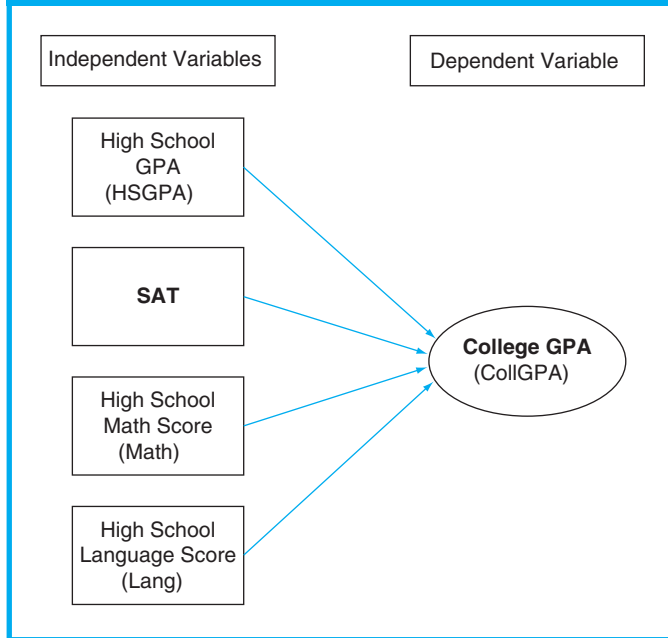 Independent Variables
Dependent Variable
High School
GPA
(HSGPA)
SAT
High School
Math Score
(Math)
High School
Language Score
(Lang)
College GPA
(CollGPA)